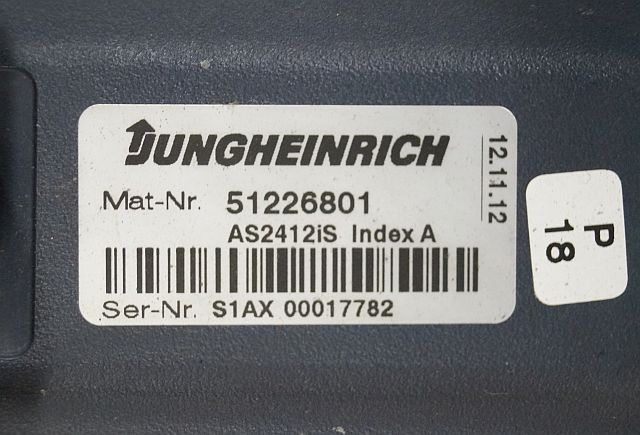 JUNGHEINRICH
Mat-Nr. 51226801
AS2412iS Index A
Ser-Nr. S1AX 00017782
12.11.12
P
18